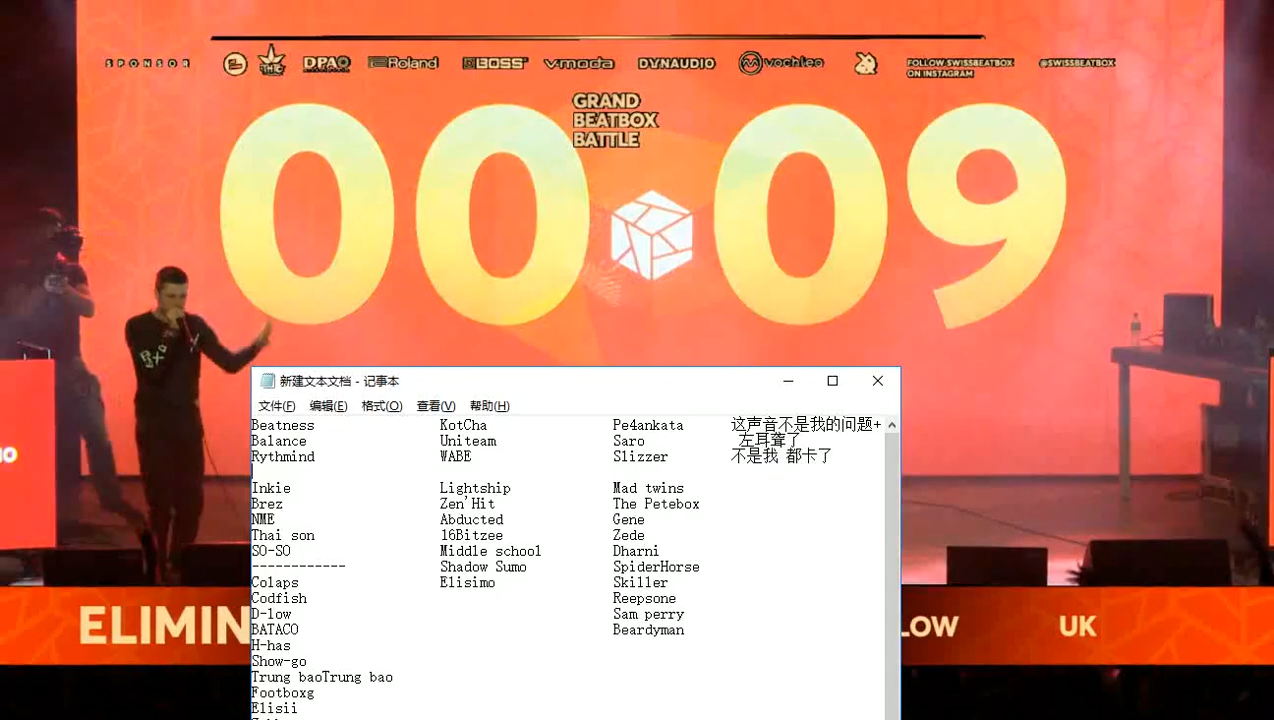 SPONSOR
DPA
Roland
BOSS
v-moda
DYNAUDIO
vochleo
FOLLOW SWISSBEATBOX
ON INSTAGRAM
@SWISSBEATBOX
GRAND
BEATBOX
BATTLE
00 09
新建文本文档 - 记事本
文件(F) 编辑(E) 格式(O) 查看(V) 帮助(H)
Beatness KotCha Pe4ankata 这声音不是我的问题+
Balance Uniteam Saro 左耳聋了
Rythmind WABE Slizzer 不是我 都卡了
Inkie Lightship Mad twins
Brez Zen'Hit The Petebox
NME Abducted Gene
Thai son 16Bitzee Zede
SO-SO Middle school Dharni
------------ Shadow Sumo SpiderHorse
Colaps Elisimo Skiller
Codfish Reepsone
D-low Sam perry
BATACO Beardyman
H-has
Show-go
Trung baoTrung bao
Footboxg
Elisii
ELIMIN LOW UK